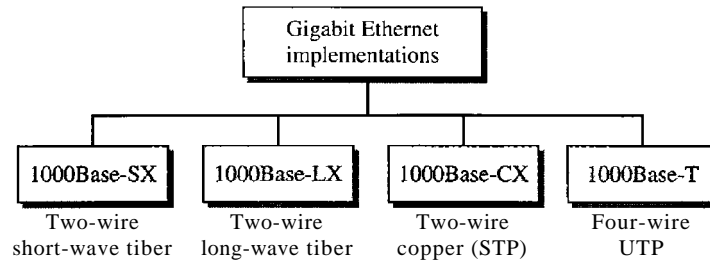 Gigabit Ethernet
implementations
1000Base-SX
1000Base-LX
1000Base-CX
1000Base-T
Two-wire
short-wave tiber
Two-wire
long-wave tiber
Two-wire
copper (STP)
Four-wire
UTP